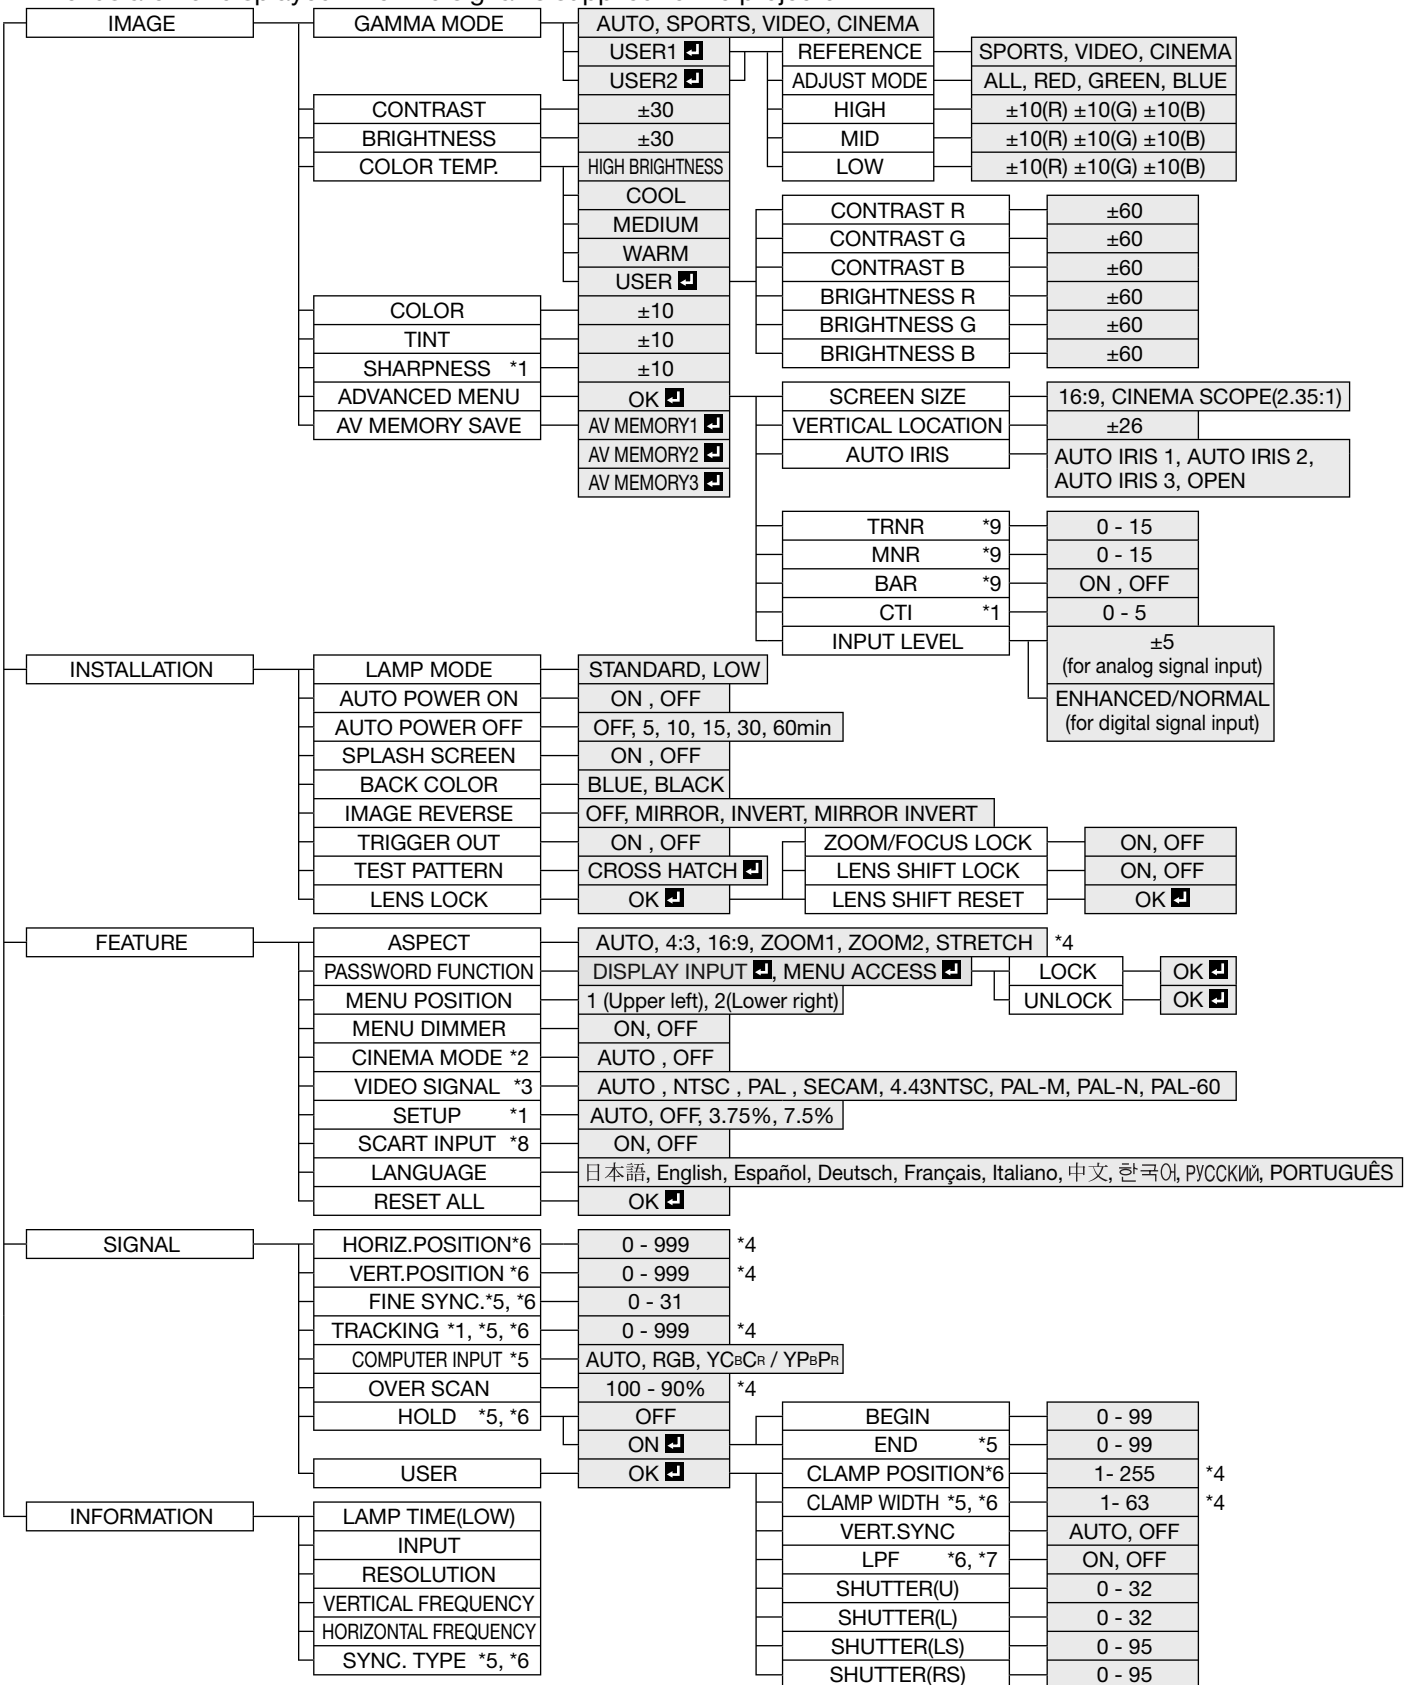 IMAGE GAMMA MODE AUTO, SPORTS, VIDEO, CINEMA
USER1 REFERENCE SPORTS, VIDEO, CINEMA
USER2 ADJUST MODE ALL, RED, GREEN, BLUE
CONTRAST ±30 HIGH ±10(R) ±10(G) ±10(B)
BRIGHTNESS ±30 MID ±10(R) ±10(G) ±10(B)
COLOR TEMP. HIGH BRIGHTNESS LOW ±10(R) ±10(G) ±10(B)
COOL CONTRAST R ±60
MEDIUM CONTRAST G ±60
WARM CONTRAST B ±60
USER BRIGHTNESS R ±60
COLOR ±10 BRIGHTNESS G ±60
TINT ±10 BRIGHTNESS B ±60
SHARPNESS *1 ±10
ADVANCED MENU OK SCREEN SIZE 16:9, CINEMA SCOPE(2.35:1)
AV MEMORY SAVE AV MEMORY1 VERTICAL LOCATION ±26
AV MEMORY2 AUTO IRIS AUTO IRIS 1, AUTO IRIS 2,
AV MEMORY3 AUTO IRIS 3, OPEN
TRNR *9 0 - 15
MNR *9 0 - 15
BAR *9 ON , OFF
CTI *1 0 - 5
INPUT LEVEL ±5
(for analog signal input)
ENHANCED/NORMAL
(for digital signal input)
INSTALLATION LAMP MODE STANDARD, LOW
AUTO POWER ON ON , OFF
AUTO POWER OFF OFF, 5, 10, 15, 30, 60min
SPLASH SCREEN ON , OFF
BACK COLOR BLUE, BLACK
IMAGE REVERSE OFF, MIRROR, INVERT, MIRROR INVERT
TRIGGER OUT ON , OFF ZOOM/FOCUS LOCK ON, OFF
TEST PATTERN CROSS HATCH LENS SHIFT LOCK ON, OFF
LENS LOCK OK LENS SHIFT RESET OK
FEATURE ASPECT AUTO, 4:3, 16:9, ZOOM1, ZOOM2, STRETCH *4
PASSWORD FUNCTION DISPLAY INPUT , MENU ACCESS LOCK OK
MENU POSITION 1 (Upper left), 2(Lower right) UNLOCK OK
MENU DIMMER ON, OFF
CINEMA MODE *2 AUTO , OFF
VIDEO SIGNAL *3 AUTO , NTSC , PAL , SECAM, 4.43NTSC, PAL-M, PAL-N, PAL-60
SETUP *1 AUTO, OFF, 3.75%, 7.5%
SCART INPUT *8 ON, OFF
LANGUAGE 日本語, English, Español, Deutsch, Français, Italiano, 中文, 한국어, РУССКИЙ, PORTUGUÊS
RESET ALL OK
SIGNAL HORIZ.POSITION*6 0 - 999 *4
VERT.POSITION *6 0 - 999 *4
FINE SYNC.*5, *6 0 - 31
TRACKING *1, *5, *6 0 - 999 *4
COMPUTER INPUT *5 AUTO, RGB, YCBCR / YPBPR
OVER SCAN 100 - 90% *4
HOLD *5, *6 OFF BEGIN 0 - 99
ON END *5 0 - 99
USER OK CLAMP POSITION*6 1- 255 *4
INFORMATION LAMP TIME(LOW) CLAMP WIDTH *5, *6 1- 63 *4
INPUT VERT.SYNC AUTO, OFF
RESOLUTION LPF *6, *7 ON, OFF
VERTICAL FREQUENCY SHUTTER(U) 0 - 32
HORIZONTAL FREQUENCY SHUTTER(L) 0 - 32
SYNC. TYPE *5, *6 SHUTTER(LS) 0 - 95
SHUTTER(RS) 0 - 95